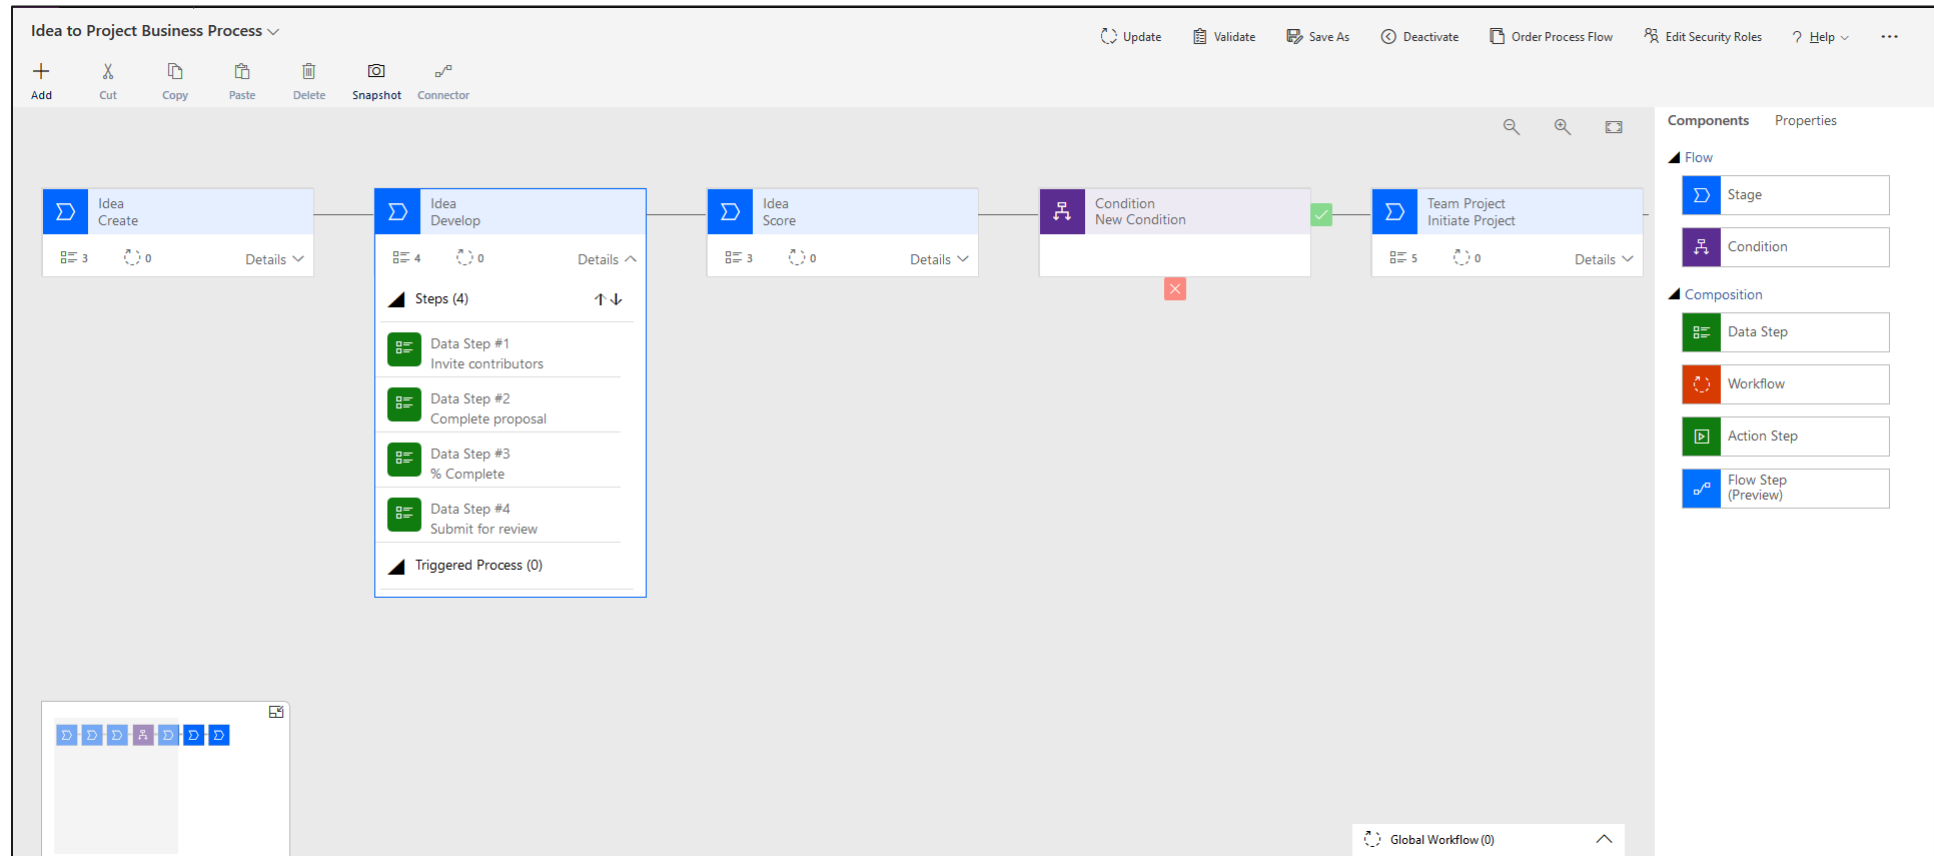 Idea to Project Business Process
Update Validate Save As Deactivate Order Process Flow Edit Security Roles ? Help ...
Add Cut Copy Paste Delete Snapshot Connector
Components Properties
Flow
Stage
Condition
Composition
Data Step
Workflow
Action Step
Flow Step
(Preview)
Idea
Create
3 0 Details
Idea
Develop
4 0 Details
Steps (4)
Data Step #1
Invite contributors
Data Step #2
Complete proposal
Data Step #3
% Complete
Data Step #4
Submit for review
Triggered Process (0)
Idea
Score
3 0 Details
Condition
New Condition
Team Project
Initiate Project
5 0 Details
Global Workflow (0)